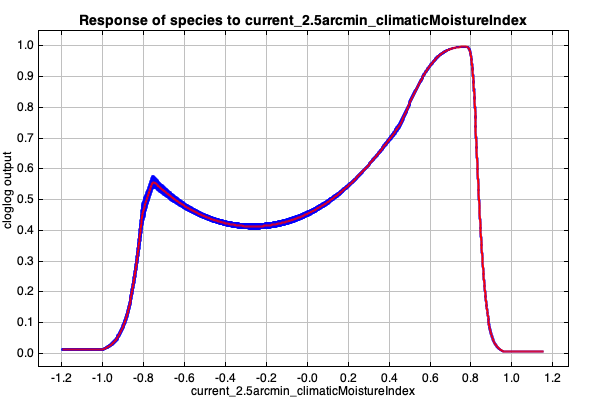 Response of species to current_2.5arcmin_climaticMoistureIndex
1.0
0.9
0.8
0.7
0.6
0.5
0.4
0.3
0.2
0.1
0.0
cloglog output
-1.2 -1.0 -0.8 -0.6 -0.4 -0.2 -0.0 0.2 0.4 0.6 0.8 1.0 1.2
current_2.5arcmin_climaticMoistureIndex